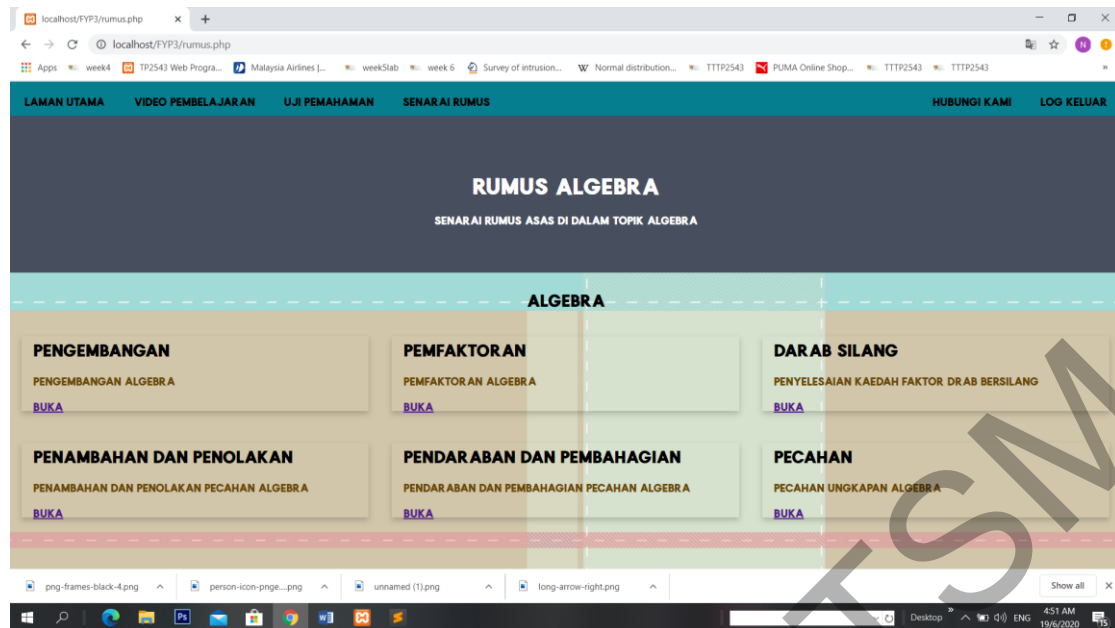 localhost/FYP3/rumus.php
localhost/FYP3/rumus.php
N
Apps week4 TP2543 Web Progra... Malaysia Airlines |... week5lab week 6 Survey of intrusion... W Normal distribution... TTTP2543 PUMA Online Shop... TTTP2543 TTTP2543 »
LAMAN UTAMA VIDEO PEMBELAJARAN UJI PEMAHAMAN SENARAI RUMUS HUBUNGI KAMI LOG KELUAR
RUMUS ALGEBRA
SENARAI RUMUS ASAS DI DALAM TOPIK ALGEBRA
ALGEBRA
PENGEMBANGAN
PENGEMBANGAN ALGEBRA
BUKA
PEMFAKTORAN
PEMFAKTORAN ALGEBRA
BUKA
DARAB SILANG
PENYELESAIAN KAEDAH FAKTOR DRAB BERSILANG
BUKA
PENAMBAHAN DAN PENOLAKAN
PENAMBAHAN DAN PENOLAKAN PECAHAN ALGEBRA
BUKA
PENDARABAN DAN PEMBAHAGIAN
PENDARABAN DAN PEMBAHAGIAN PECAHAN ALGEBRA
BUKA
PECAHAN
PECAHAN UNGKAPAN ALGEBRA
BUKA
TSM
png-frames-black-4.png person-icon-pnge....png unnamed (1).png long-arrow-right.png Show all
Ps Desktop » ENG 4:51 AM
19/6/2020 15